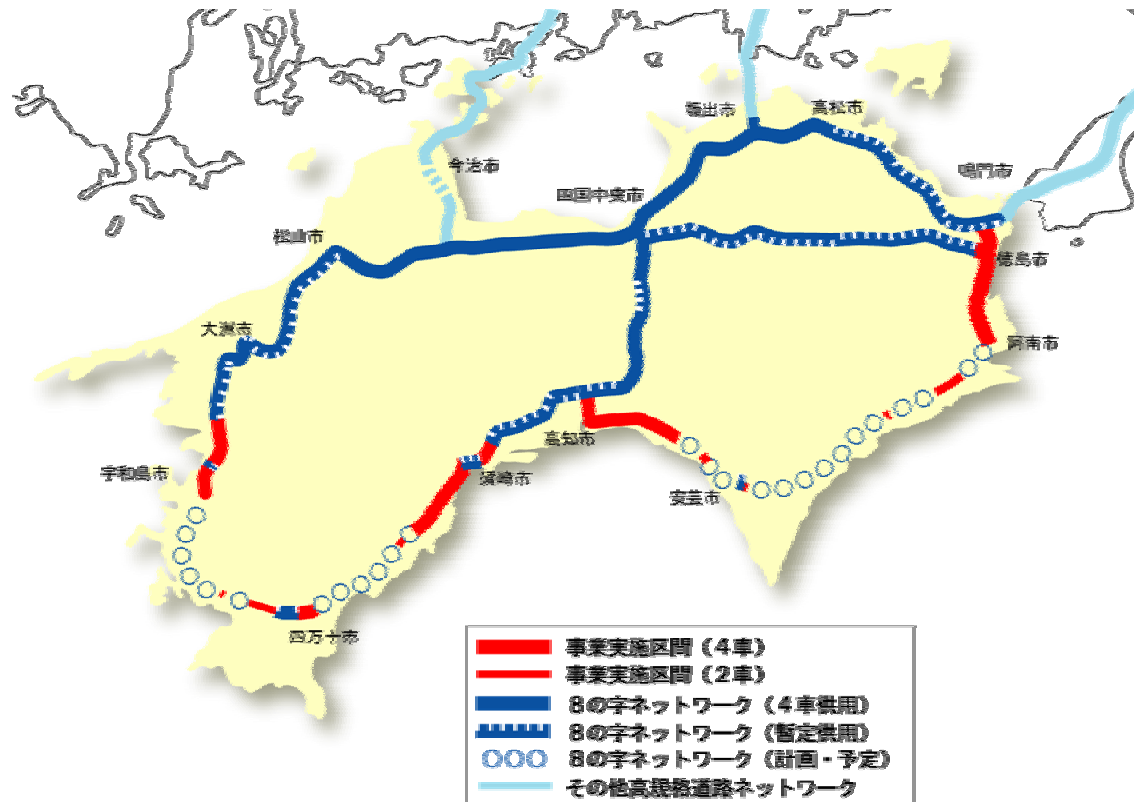 坂出市
高松市
今治市
鳴門市
四国中央市
松山市
徳島市
大洲市
阿南市
高知市
宇和島市
須崎市
安芸市
四万十市
事業実施区間（4車）
事業実施区間（2車）
8の字ネットワーク（4車供用）
8の字ネットワーク（暫定供用）
8の字ネットワーク（計画・予定）
その他高規格道路ネットワーク